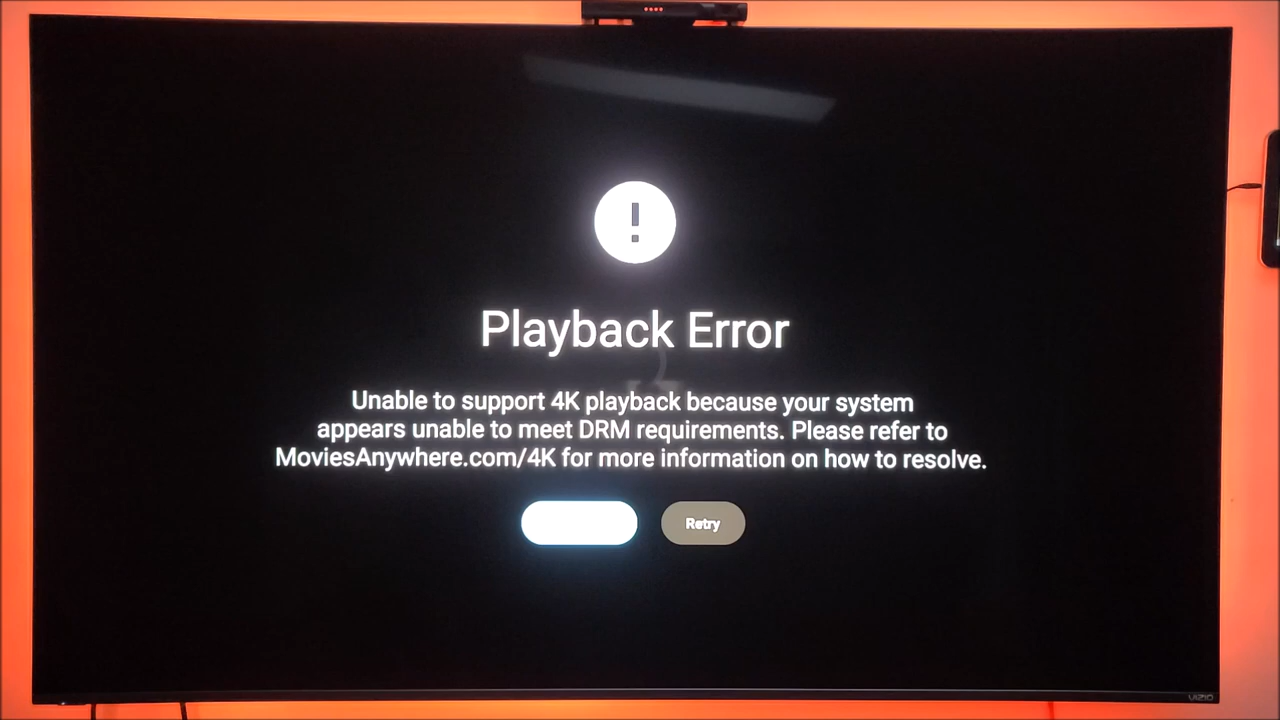 !
Playback Error
Unable to support 4K playback because your system
appears unable to meet DRM requirements. Please refer to
MoviesAnywhere.com/4K for more information on how to resolve.
Retry
VIZIO